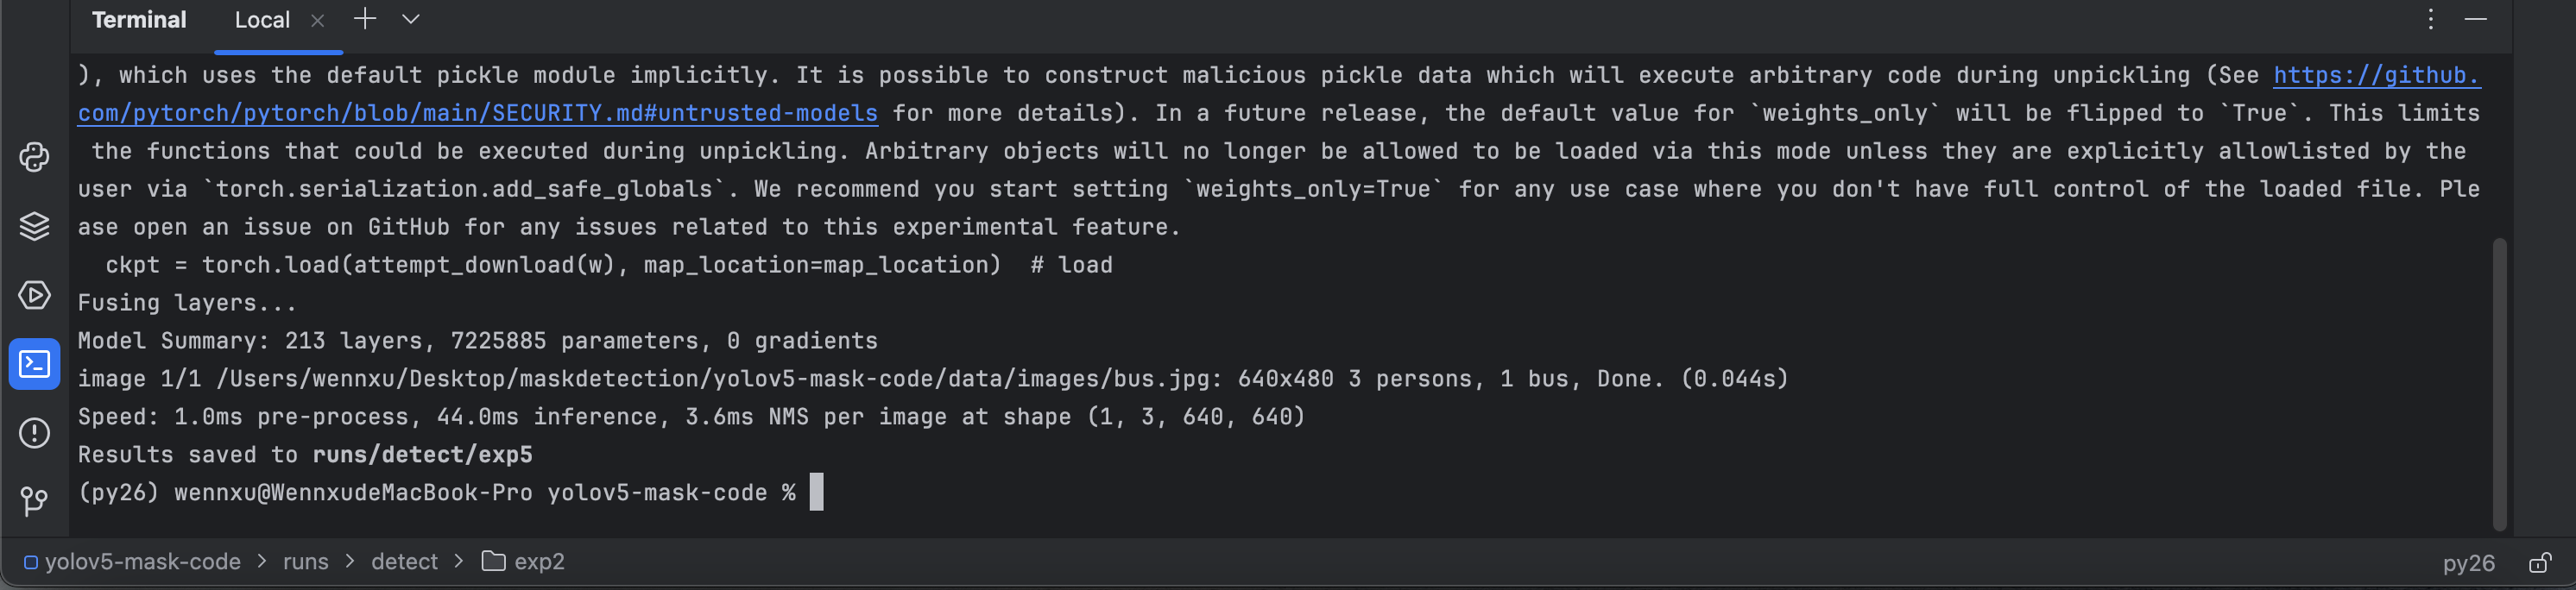 Terminal Local
), which uses the default pickle module implicitly. It is possible to construct malicious pickle data which will execute arbitrary code during unpickling (See https://github.
com/pytorch/pytorch/blob/main/SECURITY.md#untrusted-models for more details). In a future release, the default value for `weights_only` will be flipped to `True`. This limits
 the functions that could be executed during unpickling. Arbitrary objects will no longer be allowed to be loaded via this mode unless they are explicitly allowlisted by the
user via `torch.serialization.add_safe_globals`. We recommend you start setting `weights_only=True` for any use case where you don't have full control of the loaded file. Ple
ase open an issue on GitHub for any issues related to this experimental feature.
  ckpt = torch.load(attempt_download(w), map_location=map_location)  # load
Fusing layers...
Model Summary: 213 layers, 7225885 parameters, 0 gradients
image 1/1 /Users/wennxu/Desktop/maskdetection/yolov5-mask-code/data/images/bus.jpg: 640x480 3 persons, 1 bus, Done. (0.044s)
Speed: 1.0ms pre-process, 44.0ms inference, 3.6ms NMS per image at shape (1, 3, 640, 640)
Results saved to runs/detect/exp5
(py26) wennxu@WennxudeMacBook-Pro yolov5-mask-code %
yolov5-mask-code > runs > detect > exp2 py26